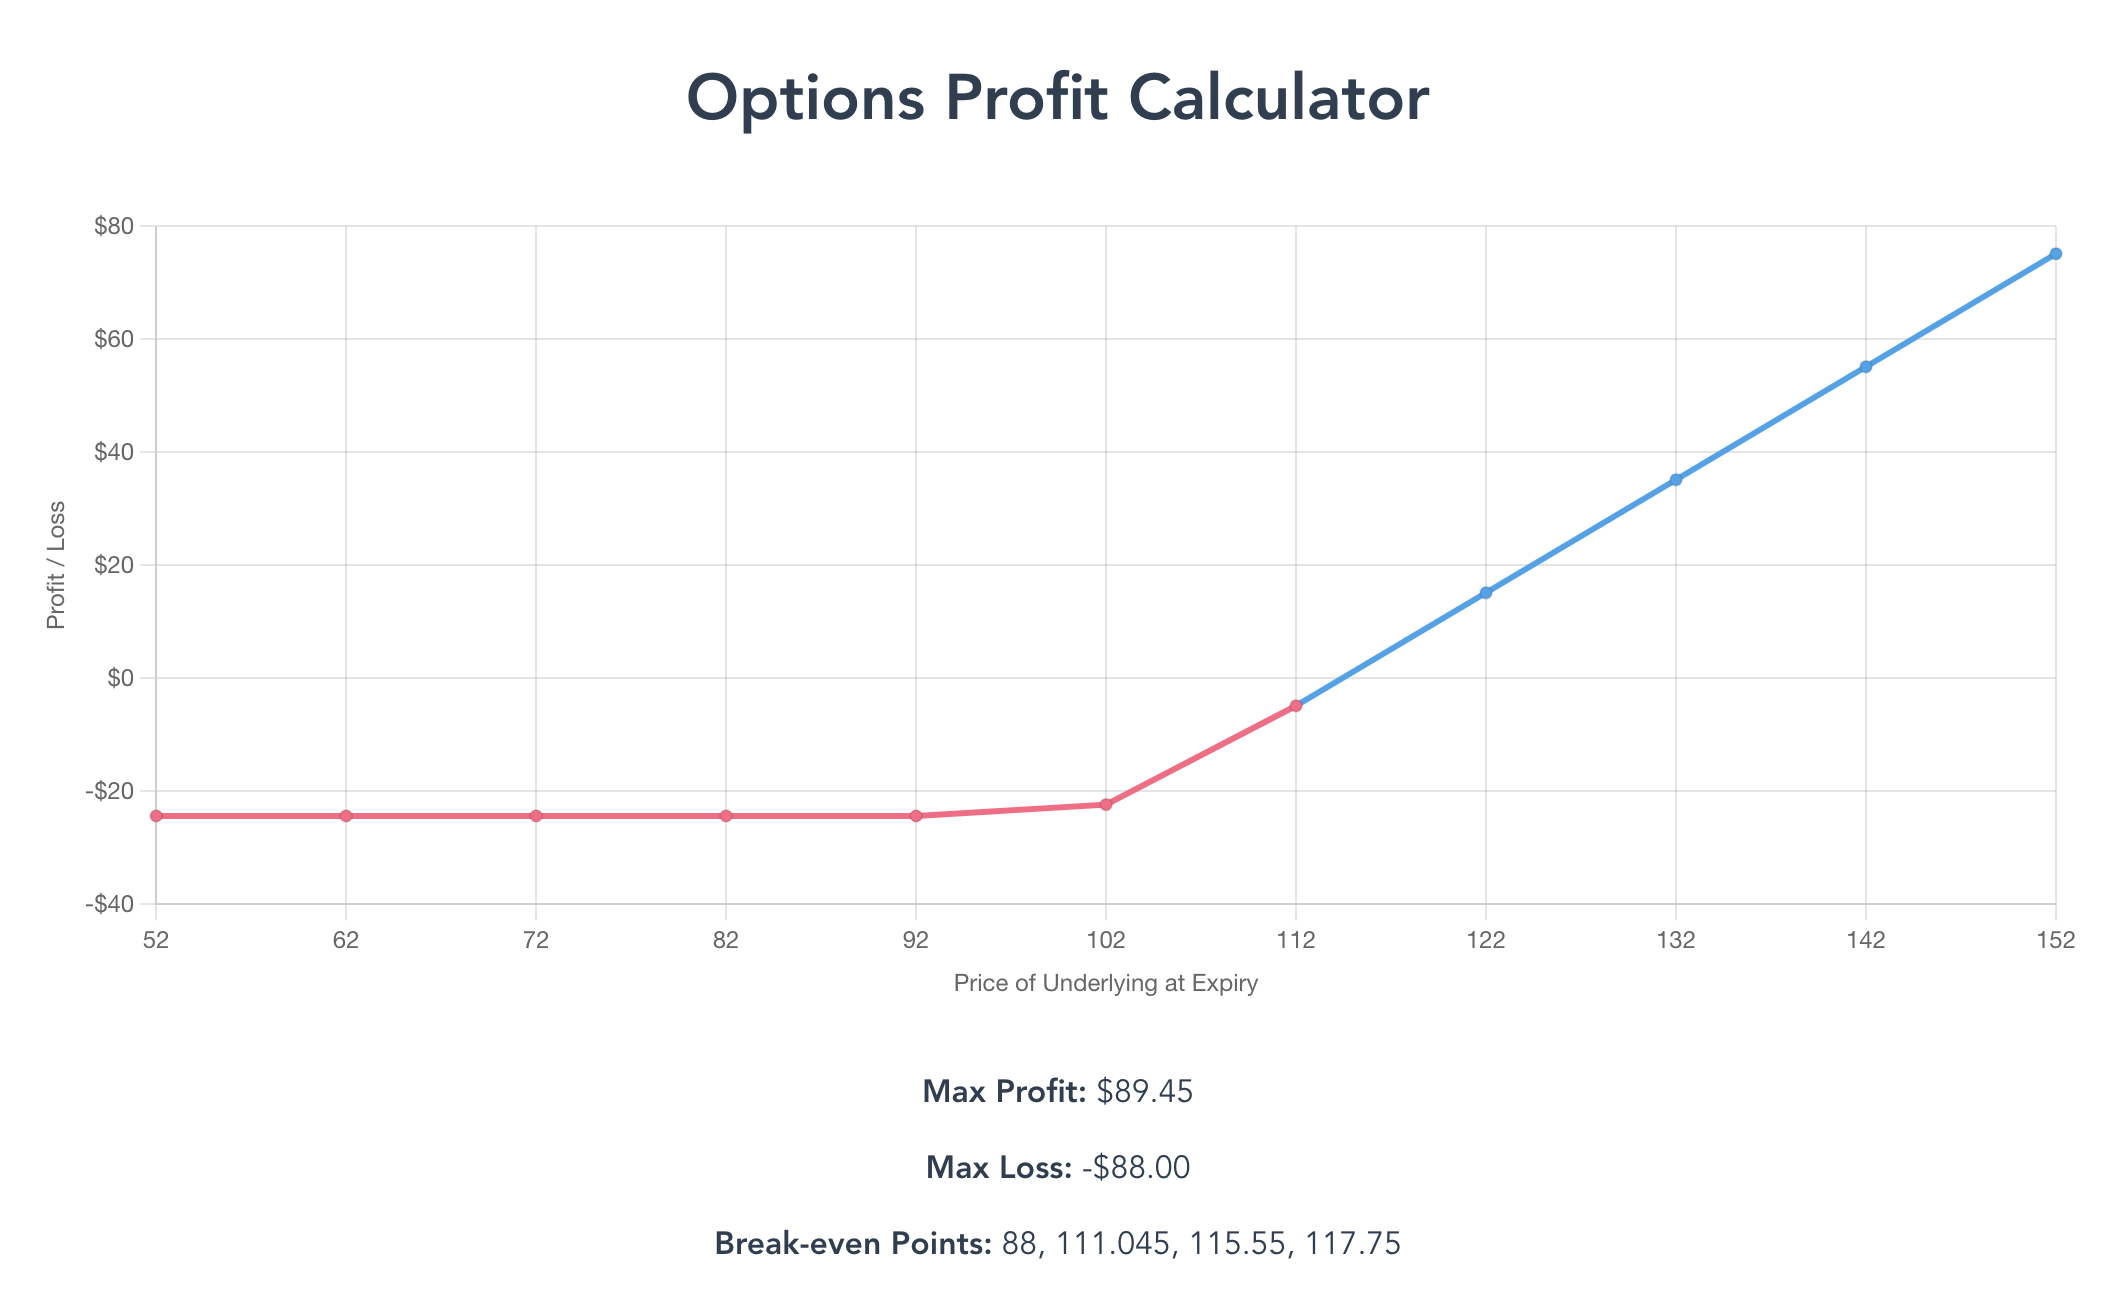 Options Profit Calculator
$80
$60
$40
$20
$0
-$20
-$40
Profit / Loss
52 62 72 82 92 102 112 122 132 142 152
Price of Underlying at Expiry
Max Profit: $89.45
Max Loss: -$88.00
Break-even Points: 88, 111.045, 115.55, 117.75